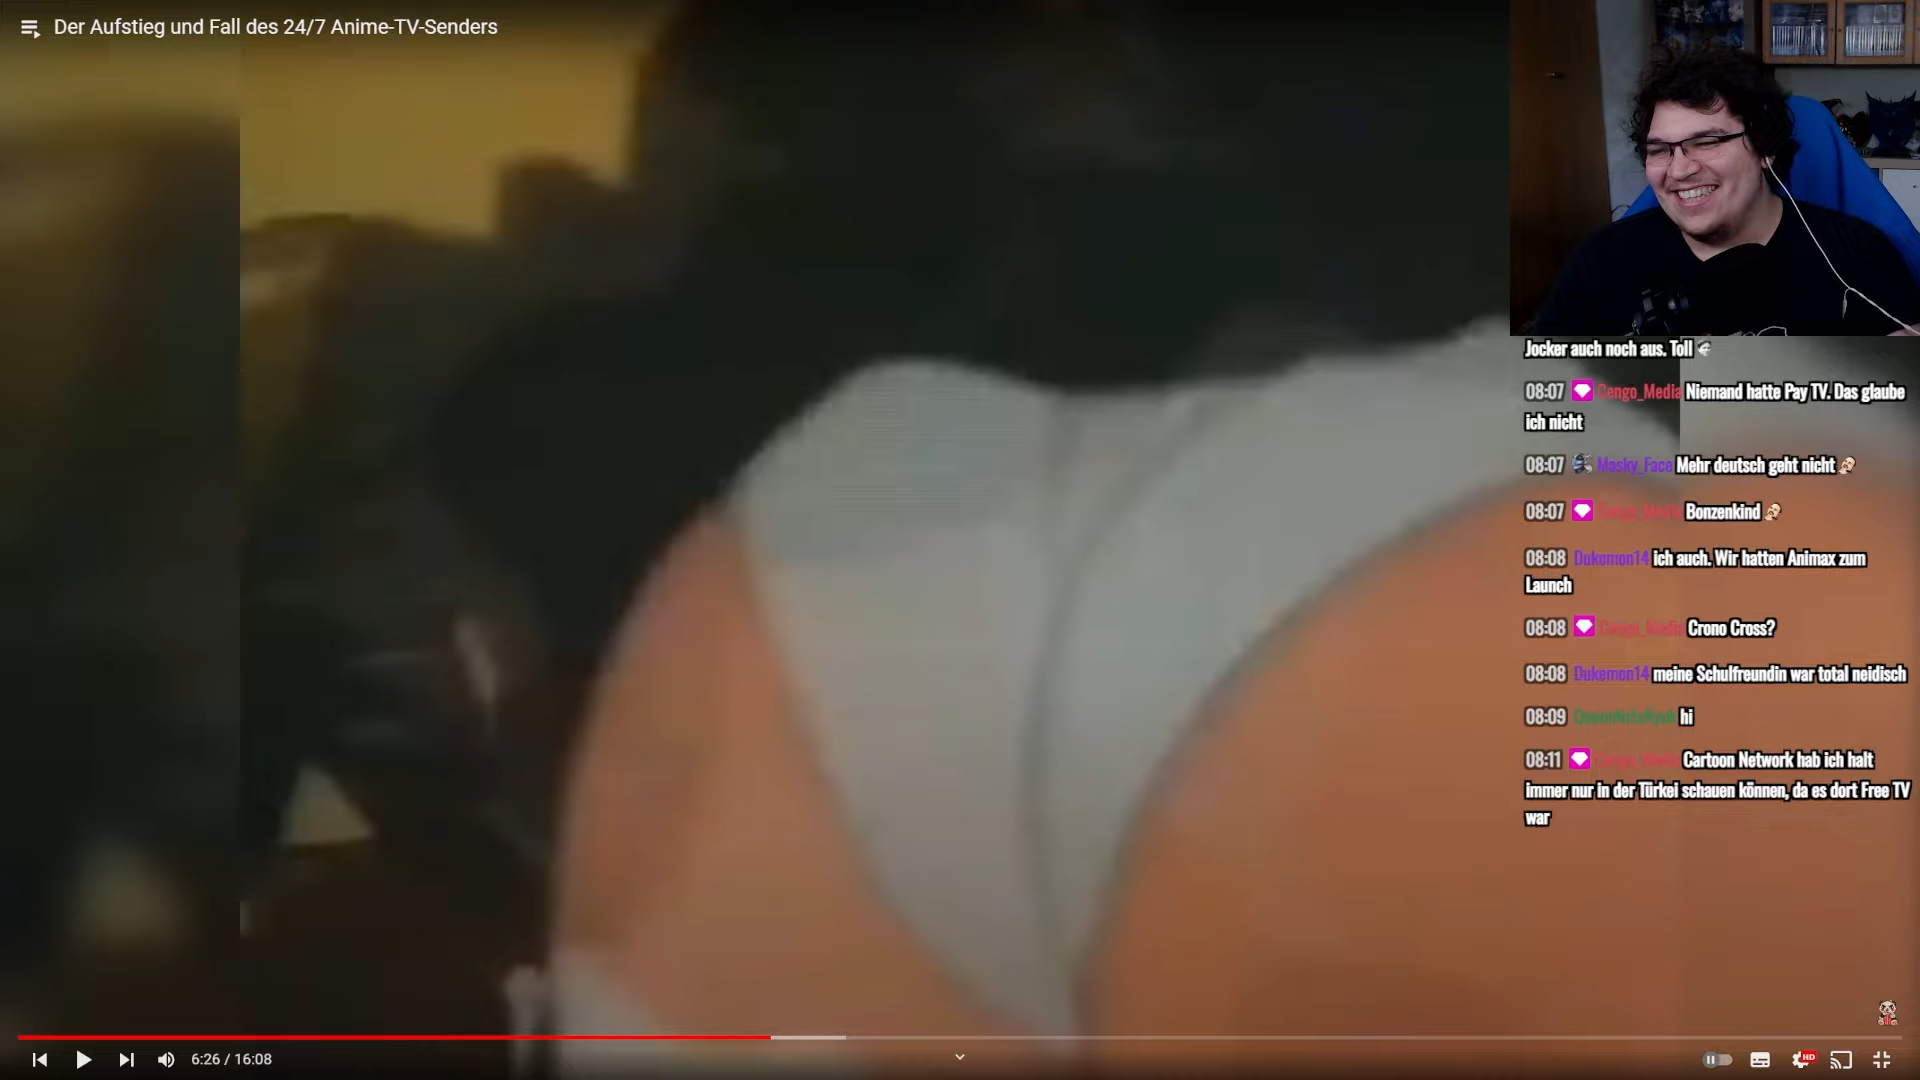 Der Aufstieg und Fall des 24/7 Anime-TV-Senders
Jocker auch noch aus. Toll
08:07 Cengo_Media Niemand hatte Pay TV. Das glaube
ich nicht
08:07 Masky_Face Mehr deutsch geht nicht
08:07 Cengo_Media Bonzenkind
08:08 Dukemon14 ich auch. Wir hatten Animax zum
Launch
08:08 Cengo_Media Crono Cross?
08:08 Dukemon14 meine Schulfreundin war total neidisch
08:09 hi
08:11 Cengo_Media Cartoon Network hab ich halt
immer nur in der Türkei schauen können, da es dort Free TV
war
6:26 / 16:08
HD